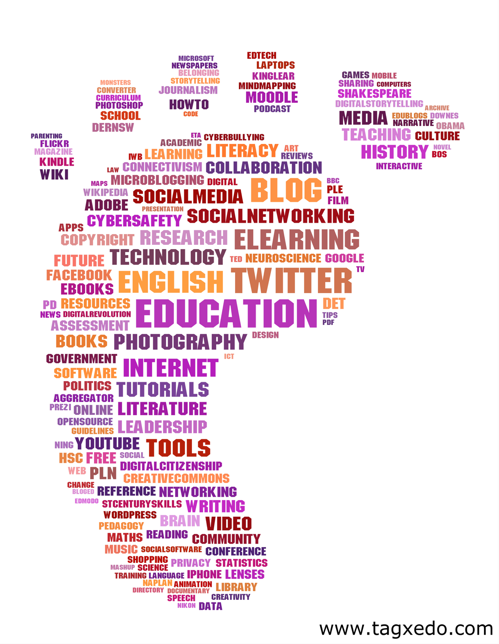 MICROSOFT
NEWSPAPERS
BELONGING
STORYTELLING
JOURNALISM
HOWTO
CODE
EDTECH
LAPTOPS
KINGLEAR
MINDMAPPING
MOODLE
PODCAST
MONSTERS
CONVERTER
CURRICULUM
PHOTOSHOP
SCHOOL
DERNSW
GAMES MOBILE
SHARING COMPUTERS
SHAKESPEARE
DIGITALSTORYTELLING
ARCHIVE
MEDIA EDUBLOGS DOWNES
NARRATIVE OBAMA
TEACHING CULTURE
HISTORY NOVEL
BOS
INTERACTIVE
PARENTING
FLICKR
MAGAZINE
KINDLE
WIKI
ETA CYBERBULLYING
ACADEMIC LITERACY ART
IWB LEARNING REVIEWS
LAW CONNECTIVISM COLLABORATION
MAPS MICROBLOGGING DIGITAL BLOG BBC
WIKIPEDIA SOCIALMEDIA PLE
ADOBE PRESENTATION FILM
CYBERSAFETY SOCIALNETWORKING
APPS
COPYRIGHT RESEARCH ELEARNING
FUTURE TECHNOLOGY TED NEUROSCIENCE GOOGLE
FACEBOOK ENGLISH TWITTER TV
EBOOKS
PD RESOURCES EDUCATION DET
NEWS DIGITALREVOLUTION TIPS
ASSESSMENT PDF
BOOKS PHOTOGRAPHY DESIGN
GOVERNMENT INTERNET ICT
SOFTWARE
POLITICS TUTORIALS
AGGREGATOR
PREZI ONLINE LITERATURE
OPENSOURCE LEADERSHIP
GUIDELINES
NING YOUTUBE TOOLS
HSC FREE SOCIAL
WEB PLN DIGITALCITIZENSHIP
CREATIVECOMMONS
CHANGE
BLOGER REFERENCE NETWORKING
EDMODO STCENTURYSKILLS WRITING
WORDPRESS BRAIN VIDEO
PEDAGOGY
MATHS READING COMMUNITY
MUSIC SOCIALSOFTWARE CONFERENCE
SHOPPING PRIVACY STATISTICS
MASHUP SCIENCE
TRAINING LANGUAGE IPHONE LENSES
NAPLAN ANIMATION LIBRARY
DIRECTORY DOCUMENTARY
SPEECH CREATIVITY
NIKON DATA
www.tagxedo.com